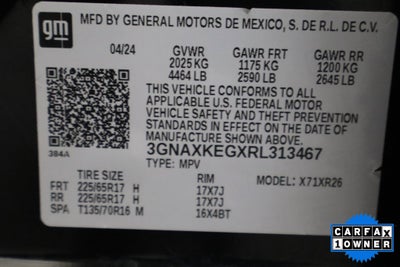 gm
MFD BY GENERAL MOTORS DE MEXICO, S. DE R.L. DE C.V.
04/24 GVWR GAWR FRT GAWR RR
2025 KG 1175 KG 1200 KG
4464 LB 2590 LB 2645 LB
THIS VEHICLE CONFORMS TO ALL
APPLICABLE U.S. FEDERAL MOTOR
VEHICLE SAFETY AND THEFT PREVENTION
STANDARDS IN EFFECT ON THE DATE OF
MANUFACTURE SHOWN ABOVE.
384A
3GNAXKEGXRL313467
TYPE: MPV
TIRE SIZE RIM MODEL: X71XR26
FRT 225/65R17 H 17X7J
RR 225/65R17 H 17X7J
SPA T135/70R16 M 16X4BT
CARFAX
1 OWNER